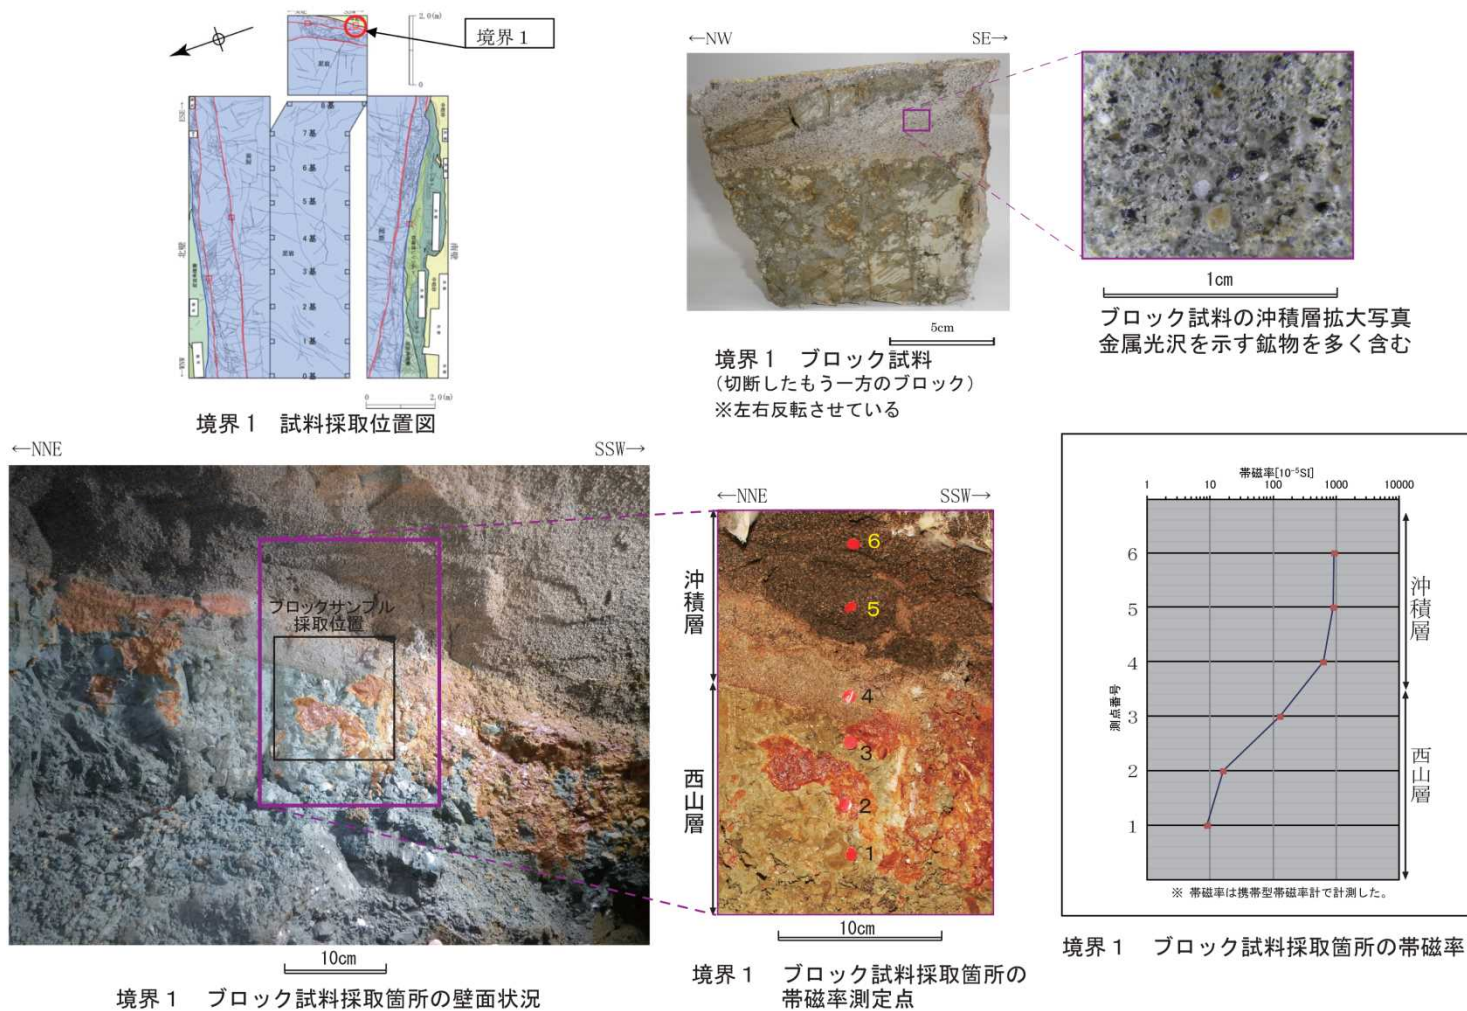 2.0(m)
0
境界1
8基
7基
6基
5基
4基
3基
2基
1基
0基
北壁
南壁
0 2.0(m)
境界1 試料採取位置図
←NW SE→
5cm
境界1 ブロック試料
(切断したもう一方のブロック)
※左右反転させている
1cm
ブロック試料の沖積層拡大写真
金属光沢を示す鉱物を多く含む
←NNE SSW→
ブロックサンプル
採取位置
10cm
境界1 ブロック試料採取箇所の壁面状況
←NNE SSW→
沖積層
西山層
6
5
4
3
2
1
10cm
境界1 ブロック試料採取箇所の
帯磁率測定点
帯磁率[10⁻⁵SI]
1 10 100 1000 10000
測点番号
6
5
4
3
2
1
沖積層
西山層
※ 帯磁率は携帯型帯磁率計で計測した。
境界1 ブロック試料採取箇所の帯磁率